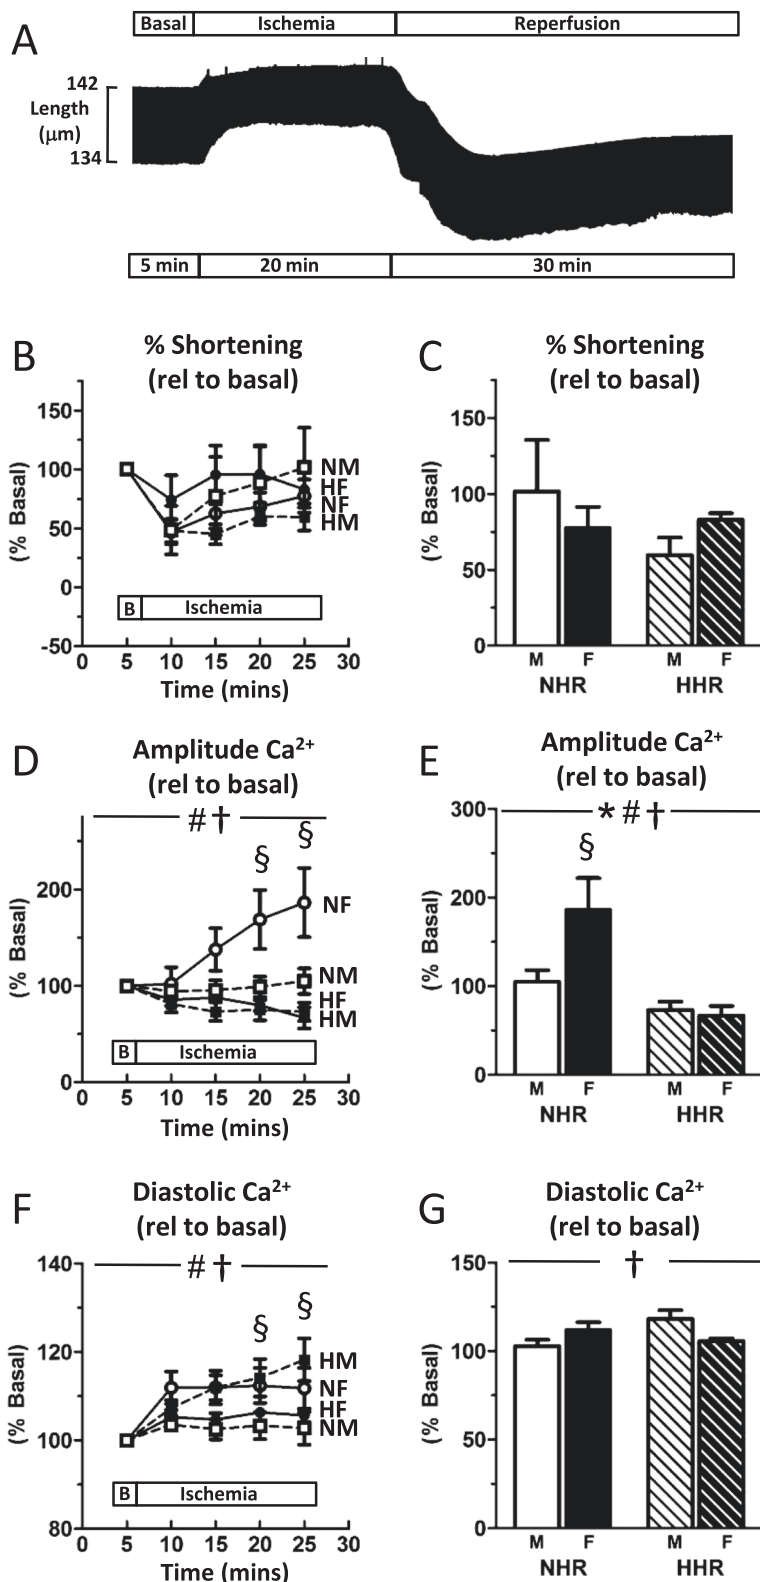 A
Basal Ischemia Reperfusion
142
Length
(μm)
134
5 min 20 min 30 min
B
% Shortening
(rel to basal)
(% Basal)
150
100
50
0
-50
NM
HF
NF
HM
B Ischemia
0 5 10 15 20 25 30
Time (mins)
C
% Shortening
(rel to basal)
(% Basal)
150
100
50
0
M F M F
NHR HHR
D
Amplitude Ca²⁺
(rel to basal)
# †
§ §
(% Basal)
200
100
0
NF
NM
HF
HM
B Ischemia
0 5 10 15 20 25 30
Time (mins)
E
Amplitude Ca²⁺
(rel to basal)
* # †
§
(% Basal)
300
200
100
0
M F M F
NHR HHR
F
Diastolic Ca²⁺
(rel to basal)
# †
§ §
(% Basal)
140
120
100
80
HM
NF
HF
NM
B Ischemia
0 5 10 15 20 25 30
Time (mins)
G
Diastolic Ca²⁺
(rel to basal)
†
(% Basal)
150
100
50
0
M F M F
NHR HHR